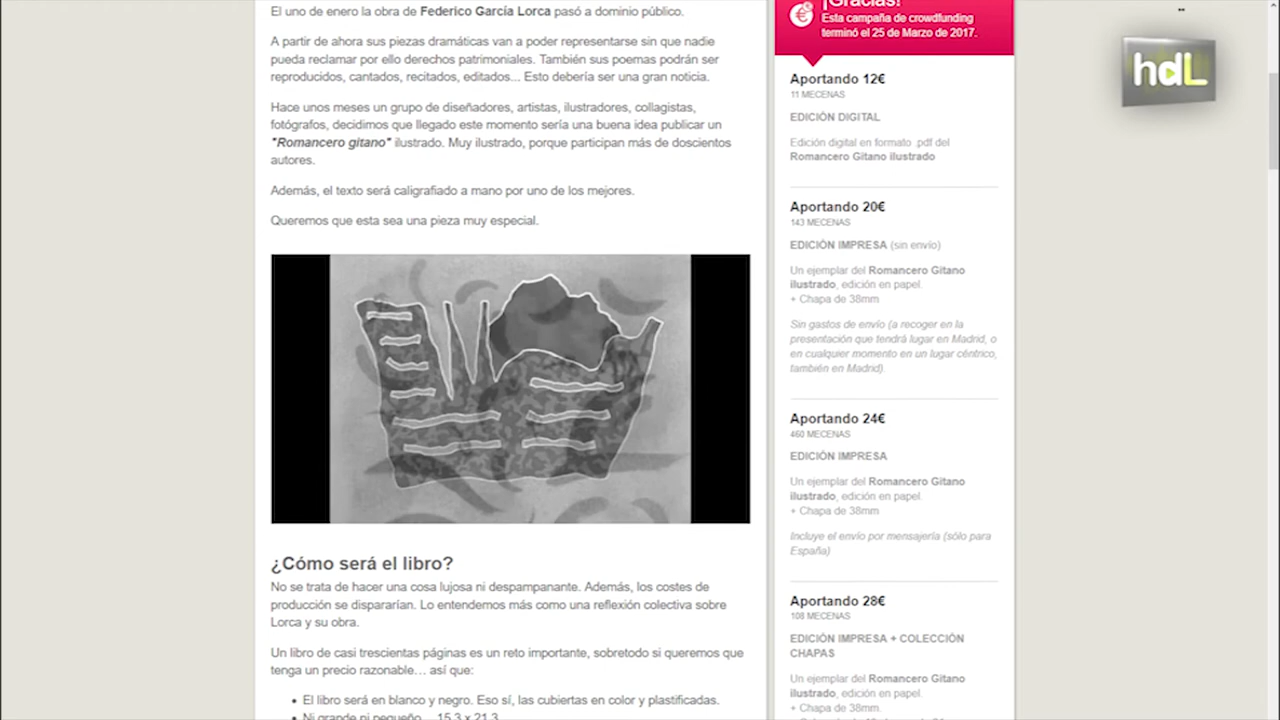 El uno de enero la obra de Federico García Lorca pasó a dominio público.
A partir de ahora sus piezas dramáticas van a poder representarse sin que nadie
pueda reclamar por ello derechos patrimoniales. También sus poemas podrán ser
reproducidos, cantados, recitados, editados... Esto debería ser una gran noticia.
Hace unos meses un grupo de diseñadores, artistas, ilustradores, collagistas,
fotógrafos, decidimos que llegado este momento sería una buena idea publicar un
"Romancero gitano" ilustrado. Muy ilustrado, porque participan más de doscientos
autores.
Además, el texto será caligrafiado a mano por uno de los mejores.
Queremos que esta sea una pieza muy especial.
¿Cómo será el libro?
No se trata de hacer una cosa lujosa ni despampanante. Además, los costes de
producción se dispararían. Lo entendemos más como una reflexión colectiva sobre
Lorca y su obra.
Un libro de casi trescientas páginas es un reto importante, sobretodo si queremos que
tenga un precio razonable... así que:
• El libro será en blanco y negro. Eso sí, las cubiertas en color y plastificadas.
• Ni grande ni pequeño... 15,3 x 21,3
¡Gracias!
Esta campaña de crowdfunding
terminó el 25 de Marzo de 2017.
Aportando 12€
11 MECENAS
EDICIÓN DIGITAL
Edición digital en formato .pdf del
Romancero Gitano ilustrado
Aportando 20€
143 MECENAS
EDICIÓN IMPRESA (sin envío)
Un ejemplar del Romancero Gitano
ilustrado, edición en papel.
+ Chapa de 38mm
Sin gastos de envío (a recoger en la
presentación que tendrá lugar en Madrid, o
en cualquier momento en un lugar céntrico,
también en Madrid).
Aportando 24€
460 MECENAS
EDICIÓN IMPRESA
Un ejemplar del Romancero Gitano
ilustrado, edición en papel.
+ Chapa de 38mm
Incluye el envío por mensajería (sólo para
España)
Aportando 28€
108 MECENAS
EDICIÓN IMPRESA + COLECCIÓN
CHAPAS
Un ejemplar del Romancero Gitano
ilustrado, edición en papel.
+ Chapa de 38mm.
hdL